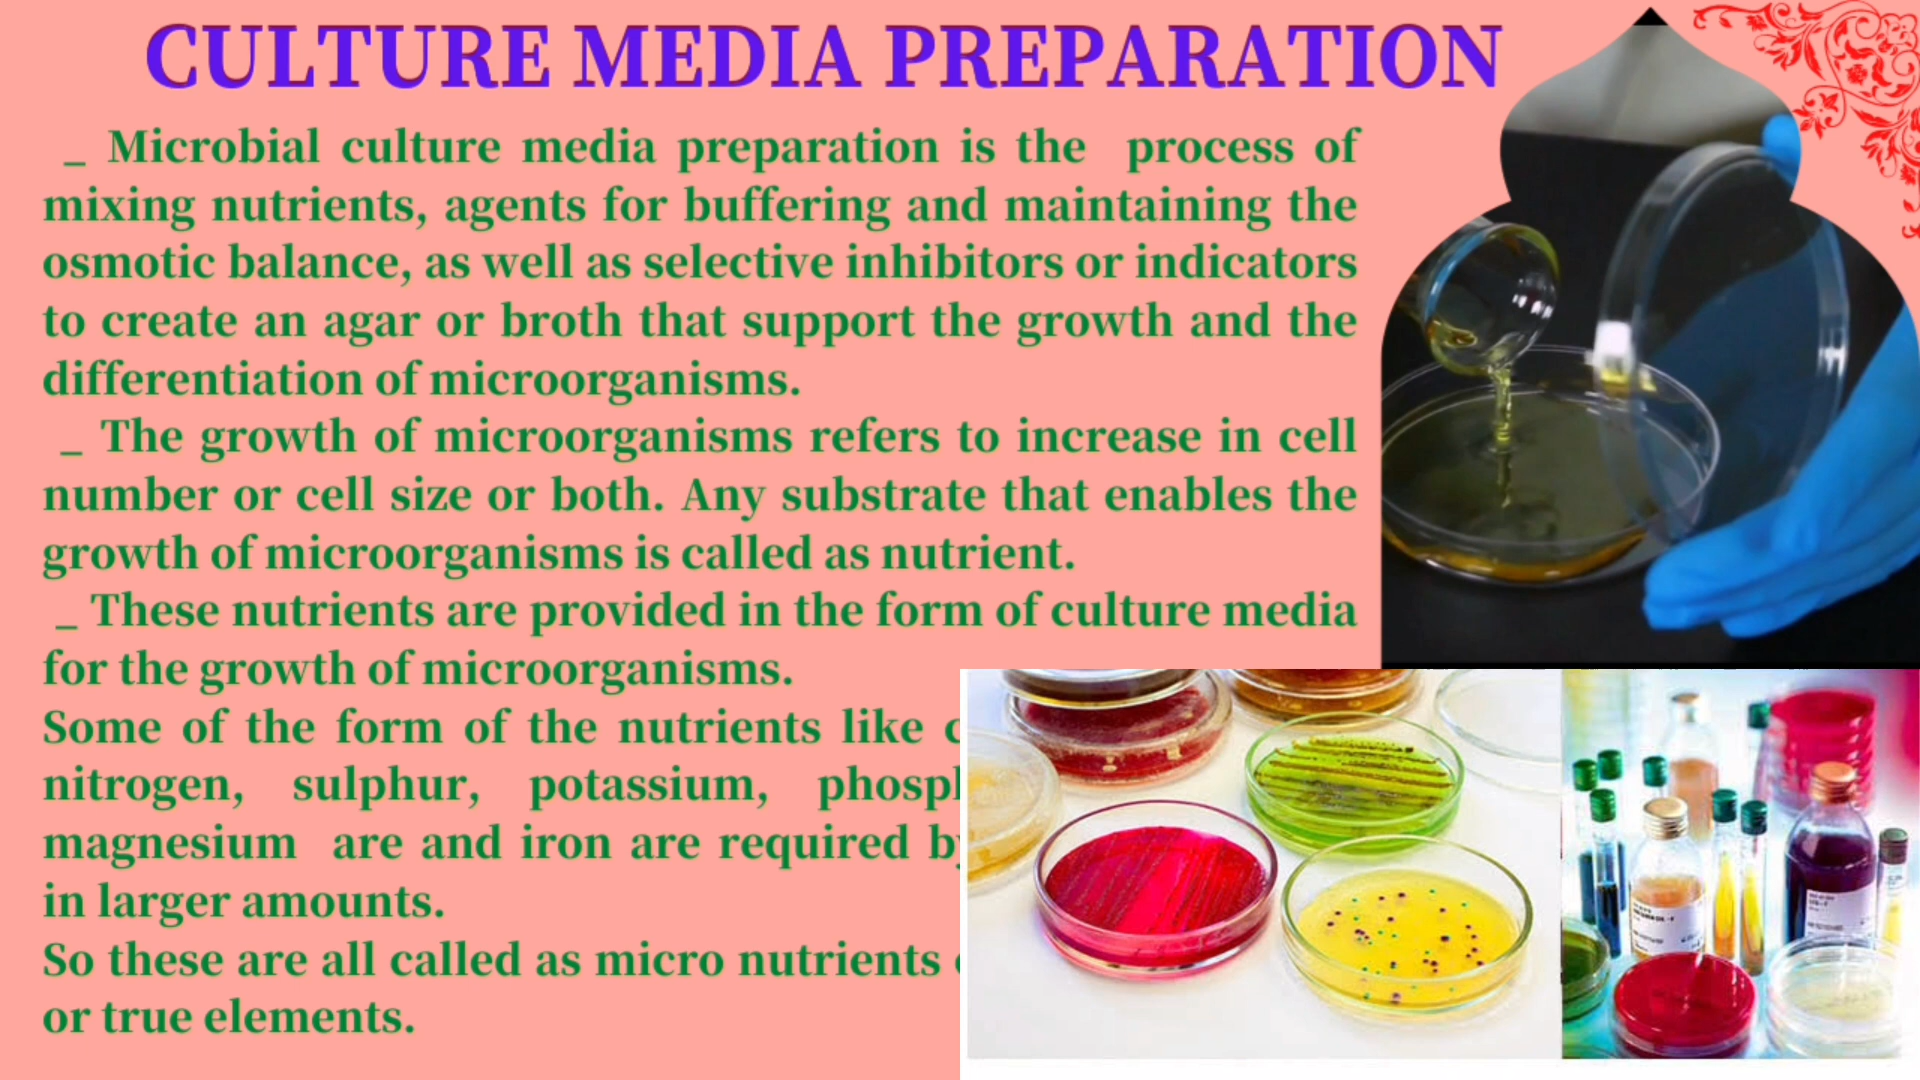 CULTURE MEDIA PREPARATION
_ Microbial culture media preparation is the process of
mixing nutrients, agents for buffering and maintaining the
osmotic balance, as well as selective inhibitors or indicators
to create an agar or broth that support the growth and the
differentiation of microorganisms.
_ The growth of microorganisms refers to increase in cell
number or cell size or both. Any substrate that enables the
growth of microorganisms is called as nutrient.
_ These nutrients are provided in the form of culture media
for the growth of microorganisms.
Some of the form of the nutrients like
nitrogen, sulphur, potassium,
magnesium are and iron are required
in larger amounts.
So these are all called as micro nutrients
or true elements.